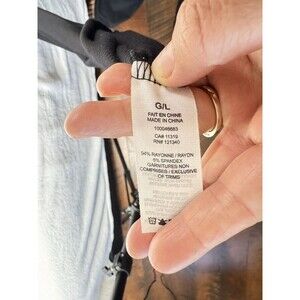 G/L
FAIT EN CHINE
MADE IN CHINA
100046683
CA# 11319
RN# 121340
94% RAYONNE / RAYON
6% SPANDEX
GARNITURES NON
COMPRISES / EXCLUSIVE
OF TRIMS